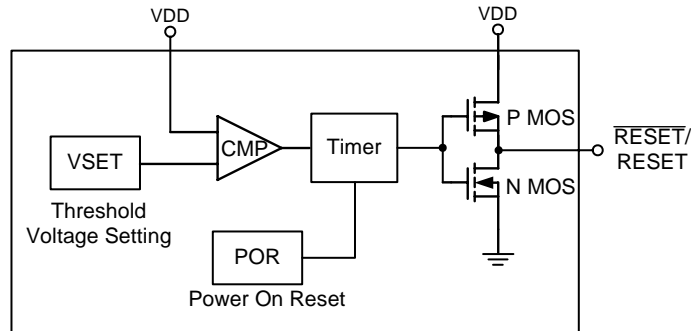 VDD
VDD
P MOS
RESET/
RESET
CMP
Timer
VSET
N MOS
Threshold
Voltage Setting
POR
Power On Reset